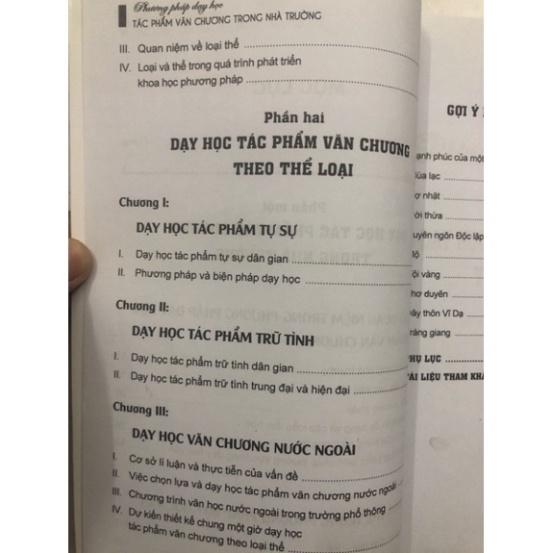 Phương pháp dạy học
TÁC PHẨM VĂN CHƯƠNG TRONG NHÀ TRƯỜNG
III. Quan niệm về loại thể
IV. Loại và thể trong quá trình phát triển
khoa học phương pháp
Phần hai
DẠY HỌC TÁC PHẨM VĂN CHƯƠNG
THEO THỂ LOẠI
Chương I:
DẠY HỌC TÁC PHẨM TỰ SỰ
I. Dạy học tác phẩm tự sự dân gian
II. Phương pháp và biện pháp dạy học
Chương II:
DẠY HỌC TÁC PHẨM TRỮ TÌNH
I. Dạy học tác phẩm trữ tình dân gian
II. Dạy học tác phẩm trữ tình trung đại và hiện đại
Chương III:
DẠY HỌC VĂN CHƯƠNG NƯỚC NGOÀI
I. Cơ sở lí luận và thực tiễn của vấn đề
II. Việc chọn lựa và dạy học tác phẩm văn chương nước ngoài
III. Chương trình văn học nước ngoài trong trường phổ thông
IV. Dự kiến thiết kế chung một giờ dạy học
tác phẩm văn chương theo loại thể
GỢI Ý
ạnh phúc của một
lạc
nhặt
ời thừa
uyên ngôn Độc lập
ội vàng
hơ duyên
ây thôn Vĩ Dạ
ràng giang
HỤ LỤC
ÀI LIỆU THAM KHẢ